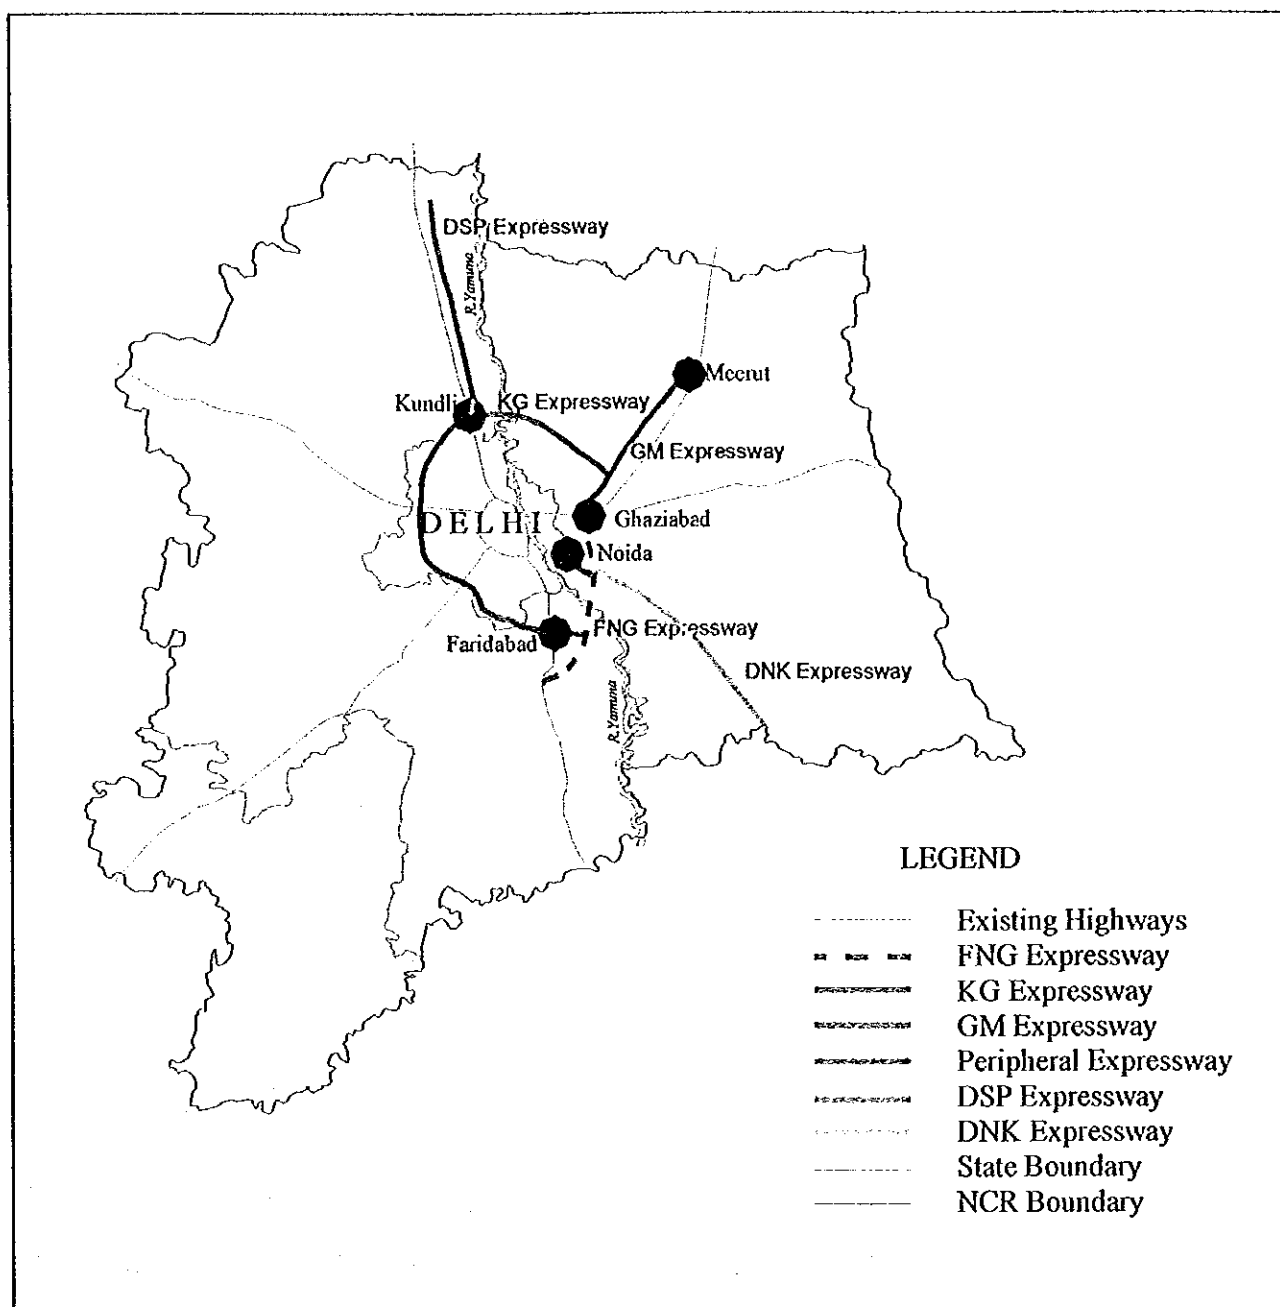 DSP Expressway
R.Yamuna
Meerut
Kundli
KG Expressway
GM Expressway
Ghaziabad
DELHI
Noida
FNG Expressway
Faridabad
DNK Expressway
R.Yamuna
LEGEND
Existing Highways
FNG Expressway
KG Expressway
GM Expressway
Peripheral Expressway
DSP Expressway
DNK Expressway
State Boundary
NCR Boundary